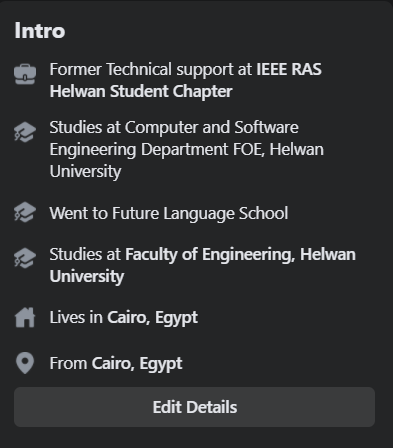 Intro
Former Technical support at IEEE RAS
Helwan Student Chapter
Studies at Computer and Software
Engineering Department FOE, Helwan
University
Went to Future Language School
Studies at Faculty of Engineering, Helwan
University
Lives in Cairo, Egypt
From Cairo, Egypt
Edit Details